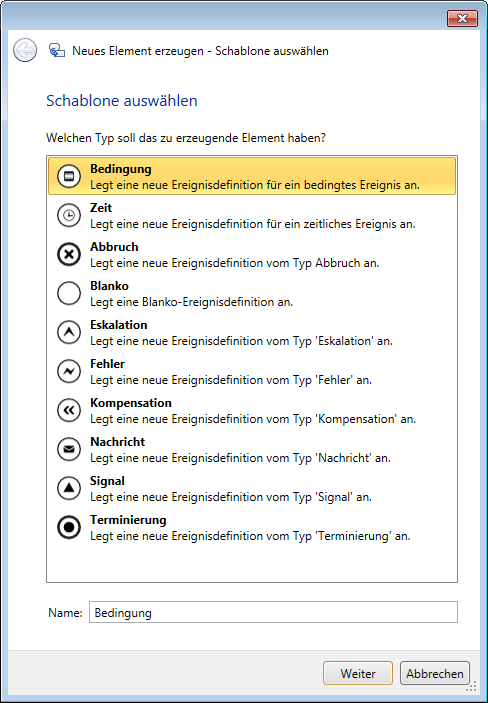 Neues Element erzeugen - Schablone auswählen
Schablone auswählen
Welchen Typ soll das zu erzeugende Element haben?
Bedingung
Legt eine neue Ereignisdefinition für ein bedingtes Ereignis an.
Zeit
Legt eine neue Ereignisdefinition für ein zeitliches Ereignis an.
Abbruch
Legt eine neue Ereignisdefinition vom Typ Abbruch an.
Blanko
Legt eine Blanko-Ereignisdefinition an.
Eskalation
Legt eine neue Ereignisdefinition vom Typ 'Eskalation' an.
Fehler
Legt eine neue Ereignisdefinition vom Typ 'Fehler' an.
Kompensation
Legt eine neue Ereignisdefinition vom Typ 'Kompensation' an.
Nachricht
Legt eine neue Ereignisdefinition vom Typ 'Nachricht' an.
Signal
Legt eine neue Ereignisdefinition vom Typ 'Signal' an.
Terminierung
Legt eine neue Ereignisdefinition vom Typ 'Terminierung' an.
Name: Bedingung
Weiter Abbrechen